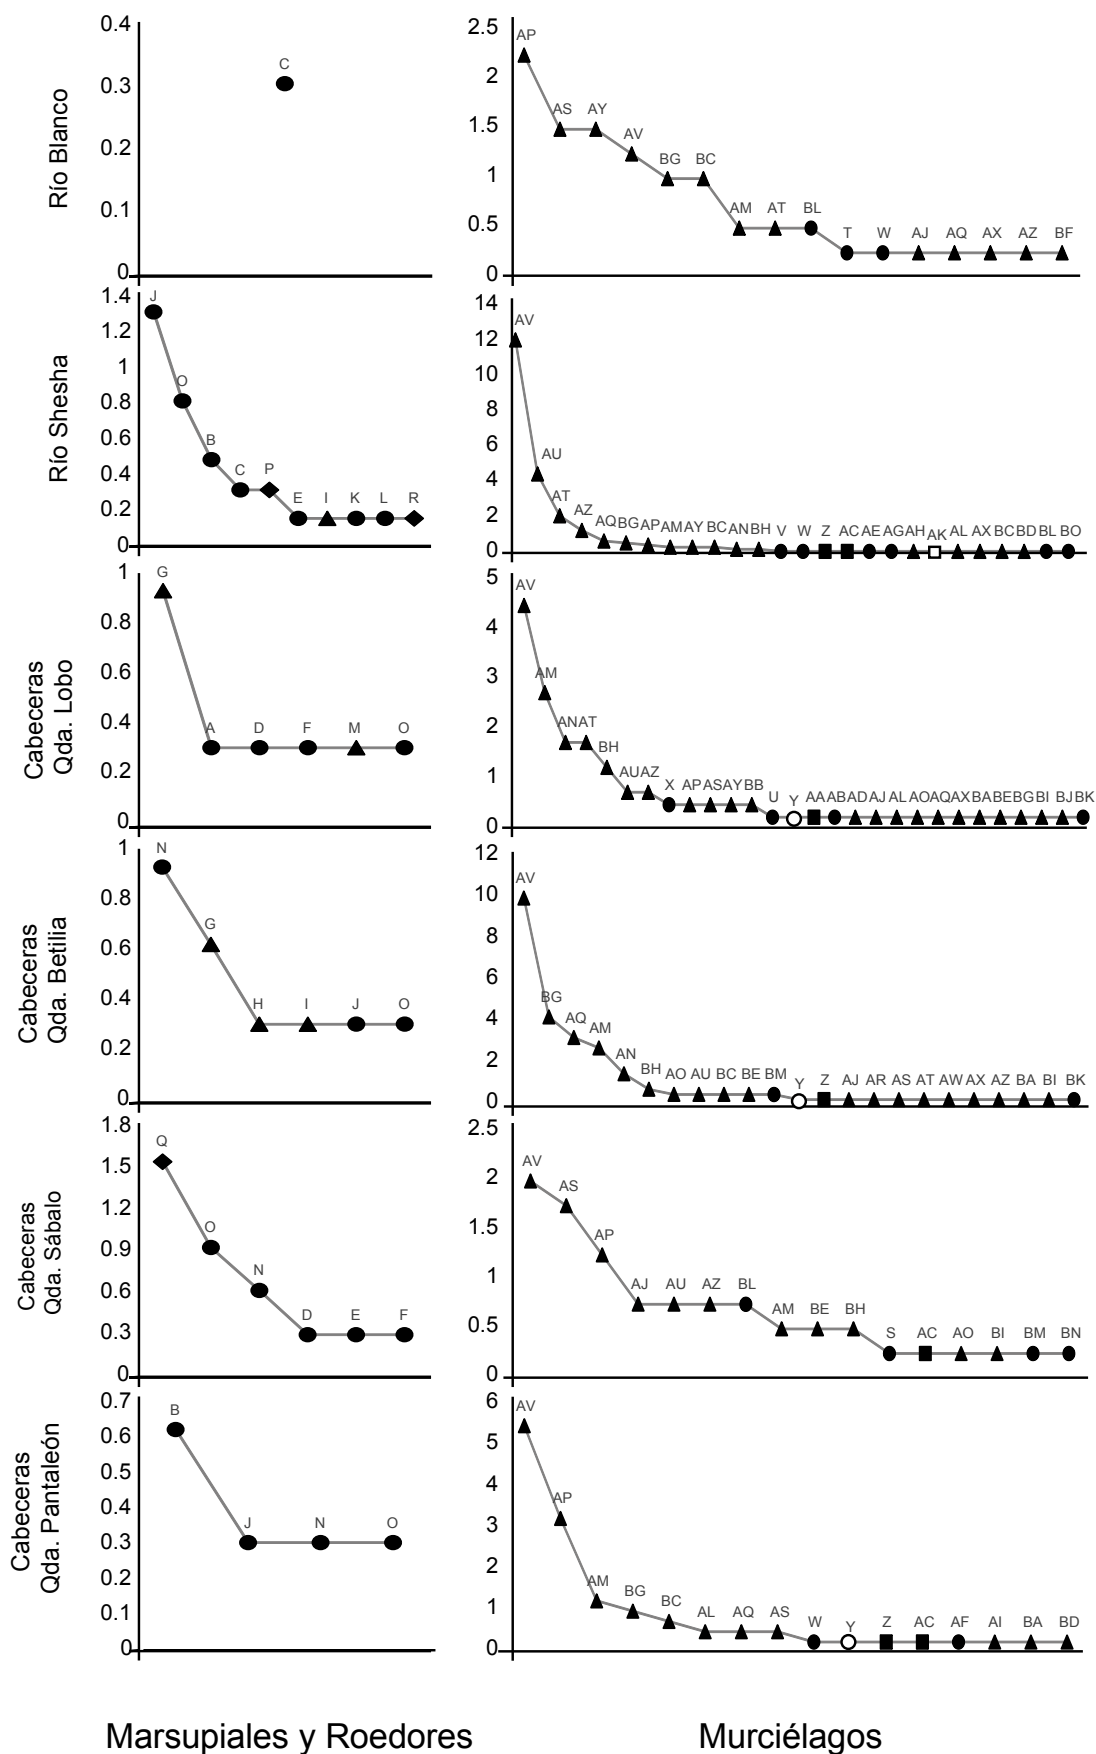 Río Blanco
0.4
0.3
0.2
0.1
0
C
2.5
2
1.5
1
0.5
0
AP
AS AY
AV
BG BC
AM AT BL
T W AJ AQ AX AZ BF
Río Shesha
1.4
1.2
1
0.8
0.6
0.4
0.2
0
J
O
B
C P
E I K L R
14
12
10
8
6
4
2
0
AV
AU
AT
AZ
AQ BG AP AM AY BC AN BH V W Z AC AE AG AH AK AL AX BC BD BL BO
Cabeceras
Qda. Lobo
1
0.8
0.6
0.4
0.2
0
G
A D F M O
5
4
3
2
1
0
AV
AM
AN AT
BH
AU AZ
X AP AS AY BB
U Y AA AB AD AJ AL AO AQ AX BA BE BG BI BJ BK
Cabeceras
Qda. Betilia
1
0.8
0.6
0.4
0.2
0
N
G
H I J O
12
10
8
6
4
2
0
AV
BG
AQ AM
AN
BH AO AU BC BE BM
Y Z AJ AR AS AT AW AX AZ BA BI BK
Cabeceras
Qda. Sábalo
1.8
1.5
1.2
0.9
0.6
0.3
0
Q
O
N
D E F
2.5
2
1.5
1
0.5
0
AV
AS
AP
AJ AU AZ BL
AM BE BH
S AC AO BI BM BN
Cabeceras
Qda. Pantaleón
0.7
0.6
0.5
0.4
0.3
0.2
0.1
0
B
J N O
6
5
4
3
2
1
0
AV
AP
AM
BG
BC
AL AQ AS
W Y Z AC AF AI BA BD
Marsupiales y Roedores Murciélagos